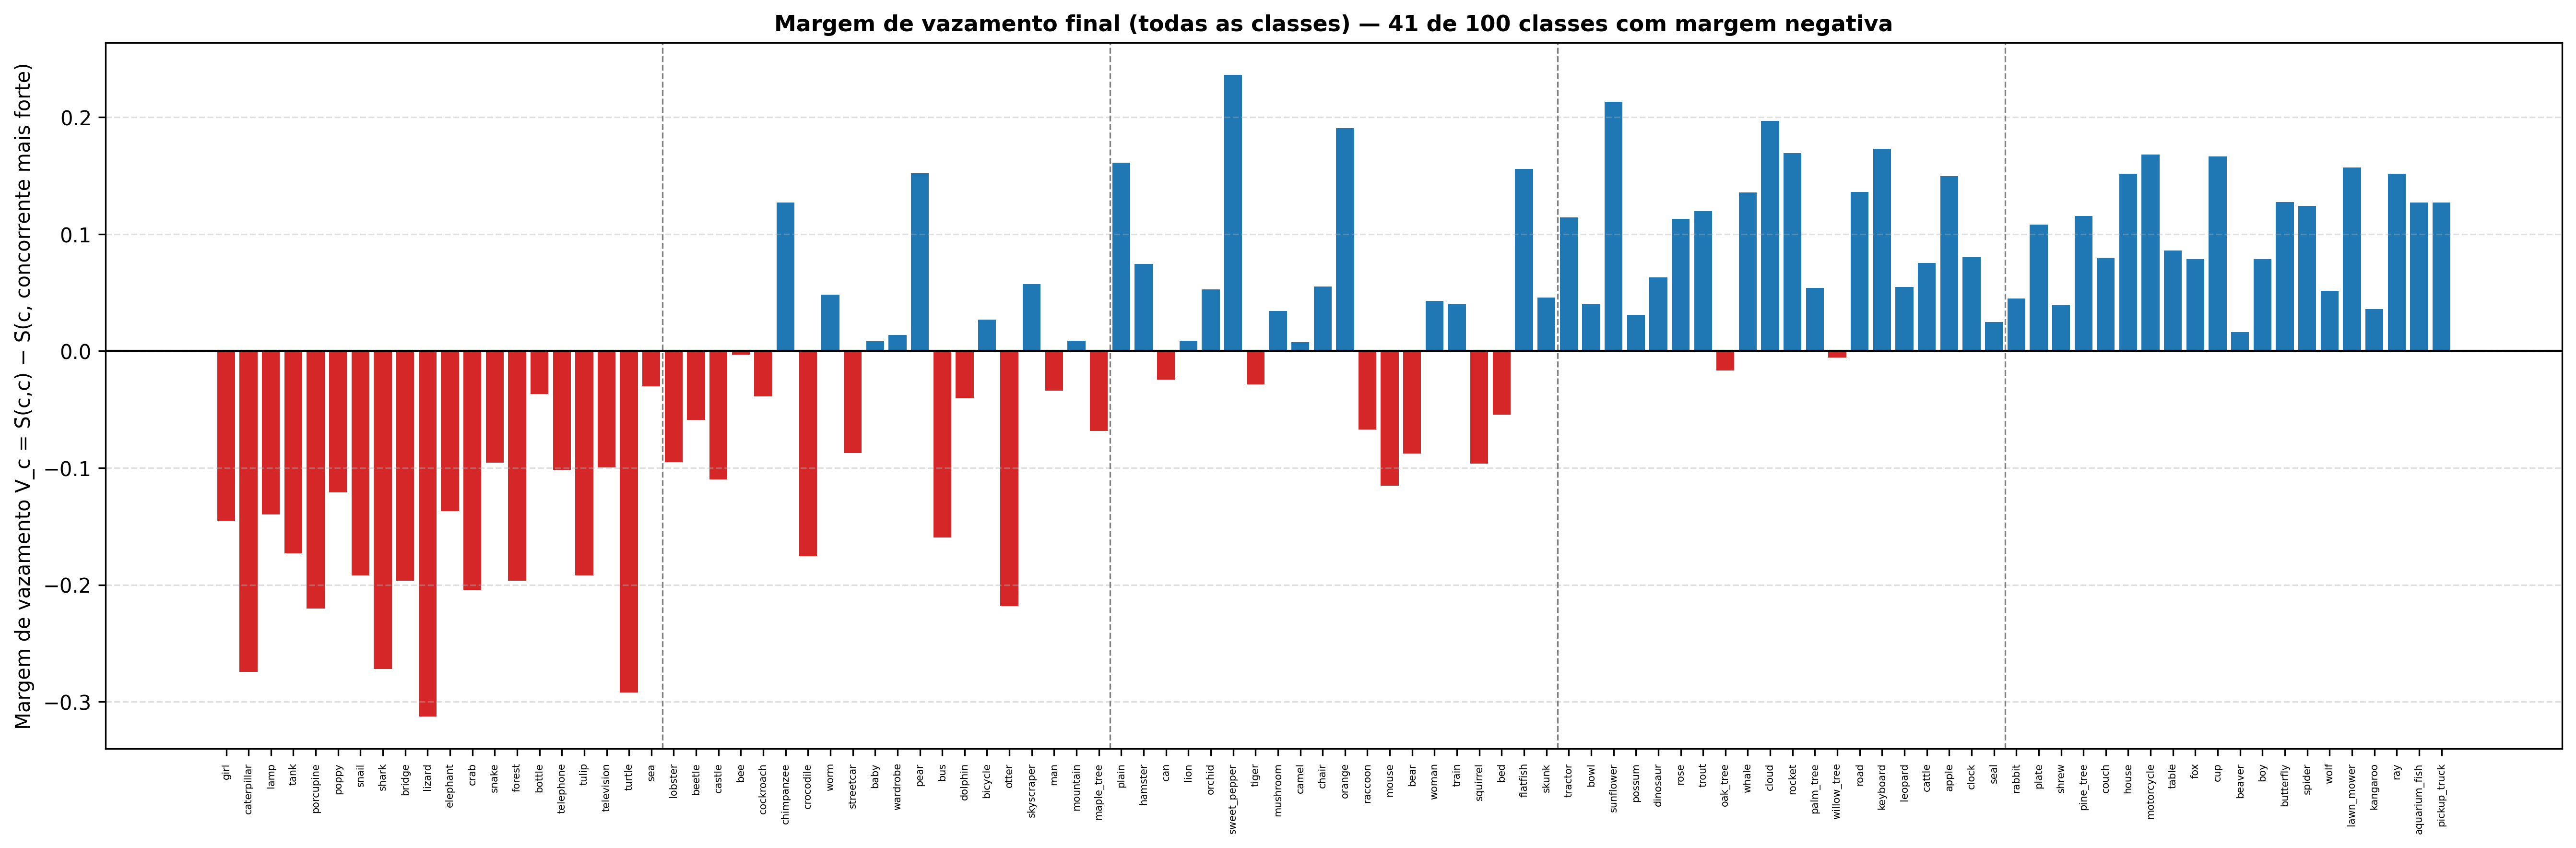 Margem de vazamento final (todas as classes) — 41 de 100 classes com margem negativa
Margem de vazamento V_c = S(c,c) − S(c, concorrente mais forte)
0.2
0.1
0.0
−0.1
−0.2
−0.3
girl
caterpillar
lamp
tank
porcupine
poppy
snail
shark
bridge
lizard
elephant
crab
snake
forest
bottle
telephone
tulip
television
turtle
sea
lobster
beetle
castle
bee
cockroach
chimpanzee
crocodile
worm
streetcar
baby
wardrobe
pear
bus
dolphin
bicycle
otter
skyscraper
man
mountain
maple_tree
plain
hamster
can
lion
orchid
sweet_pepper
tiger
mushroom
camel
chair
orange
raccoon
mouse
bear
woman
train
squirrel
bed
flatfish
skunk
tractor
bowl
sunflower
possum
dinosaur
rose
trout
oak_tree
whale
cloud
rocket
palm_tree
willow_tree
road
keyboard
leopard
cattle
apple
clock
seal
rabbit
plate
shrew
pine_tree
couch
house
motorcycle
table
fox
cup
beaver
boy
butterfly
spider
wolf
lawn_mower
kangaroo
ray
aquarium_fish
pickup_truck